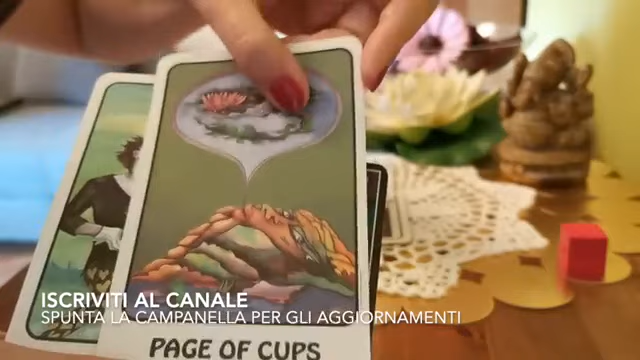 ISCRIVITI AL CANALE
SPUNTA LA CAMPANELLA PER GLI AGGIORNAMENTI
PAGE OF CUPS